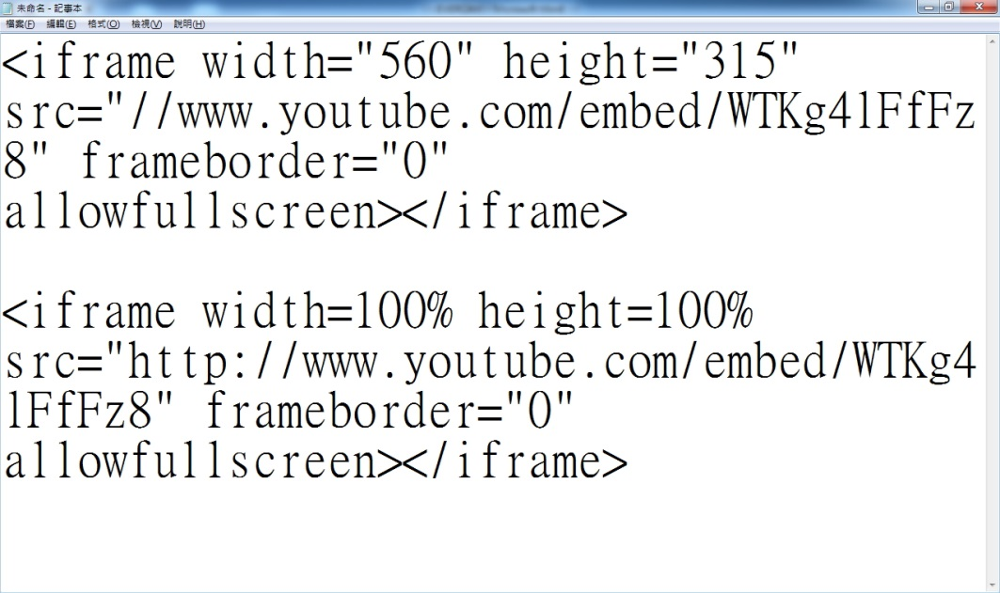 未命名 - 記事本
檔案(F) 編輯(E) 格式(O) 檢視(V) 說明(H)
<iframe width="560" height="315"
src="//www.youtube.com/embed/WTKg4lFfFz
8" frameborder="0"
allowfullscreen></iframe>
<iframe width=100% height=100%
src="http://www.youtube.com/embed/WTKg4
lFfFz8" frameborder="0"
allowfullscreen></iframe>